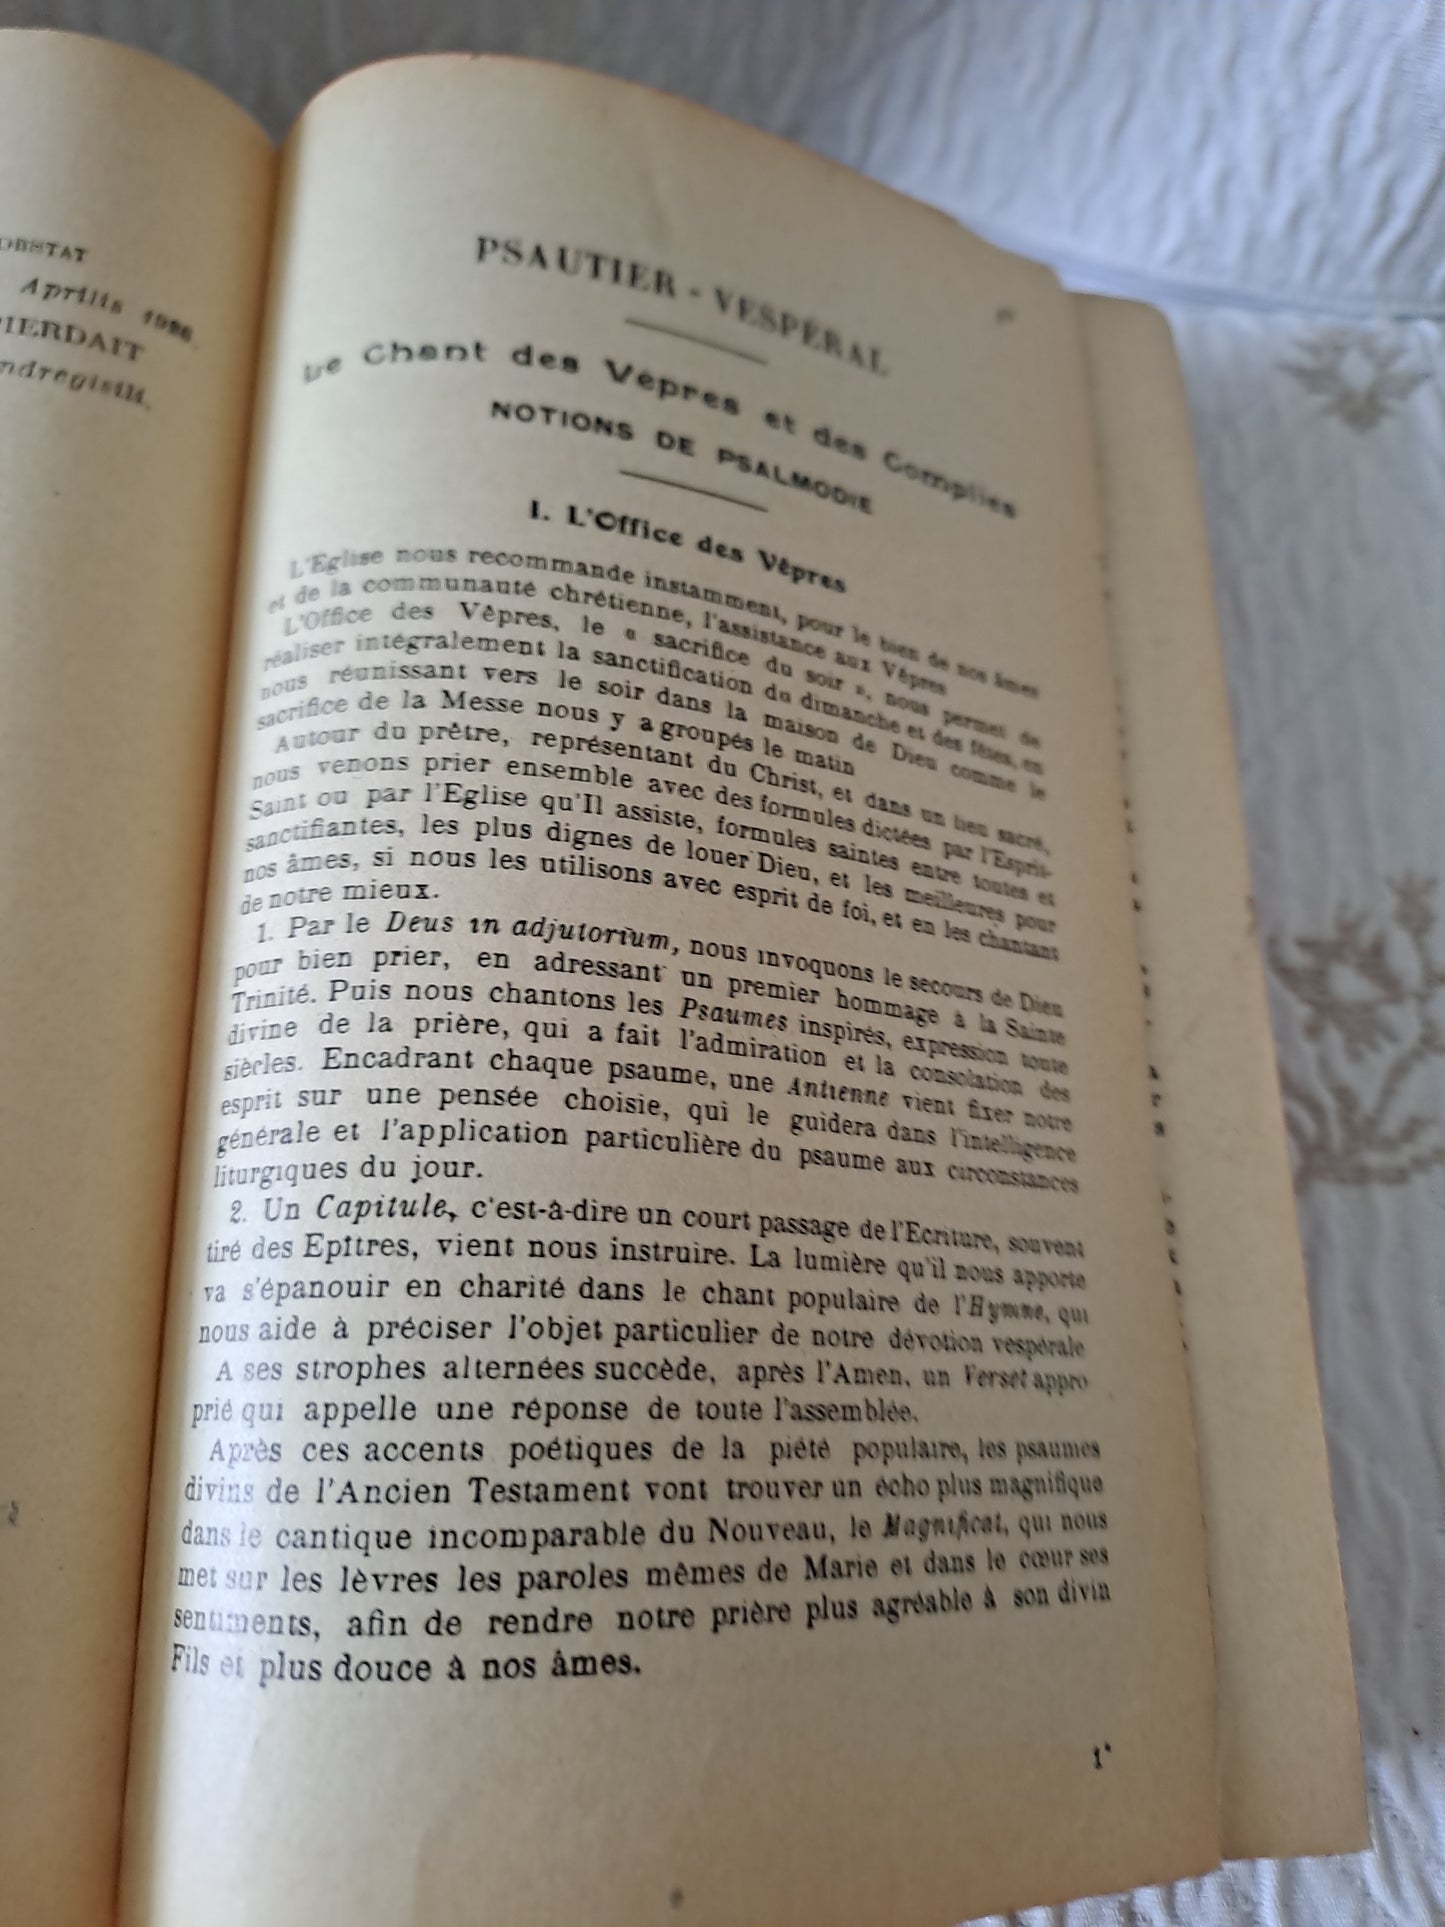 OBSTAT
Aprilis
PIERDAIT
PSAUTIER - VESPÉRAL
Le Chant des Vêpres et des Complies
NOTIONS DE PSALMODIE
I. L'Office des Vêpres
L'Eglise nous recommande instamment, pour le bien de nos âmes
et de la communauté chrétienne, l'assistance aux Vêpres
L'Office des Vêpres, le « sacrifice du soir », nous permet de
réaliser intégralement la sanctification du dimanche et des fêtes, en
nous réunissant vers le soir dans la maison de Dieu comme le
sacrifice de la Messe nous y a groupés le matin
Autour du prêtre, représentant du Christ, et dans un lieu sacré,
nous venons prier ensemble avec des formules dictées par l'Esprit-
Saint ou par l'Eglise qu'Il assiste, formules saintes entre toutes et
sanctifiantes, les plus dignes de louer Dieu, et les meilleures pour
nos âmes, si nous les utilisons avec esprit de foi, et en les chantant
de notre mieux.
1. Par le Deus in adjutorium, nous invoquons le secours de Dieu
pour bien prier, en adressant un premier hommage à la Sainte
Trinité. Puis nous chantons les Psaumes inspirés, expression toute
divine de la prière, qui a fait l'admiration et la consolation des
siècles. Encadrant chaque psaume, une Antienne vient fixer notre
esprit sur une pensée choisie, qui le guidera dans l'intelligence
générale et l'application particulière du psaume aux circonstances
liturgiques du jour.
2. Un Capitule, c'est-à-dire un court passage de l'Ecriture, souvent
tiré des Epîtres, vient nous instruire. La lumière qu'il nous apporte
va s'épanouir en charité dans le chant populaire de l'Hymne, qui
nous aide à préciser l'objet particulier de notre dévotion vespérale
A ses strophes alternées succède, après l'Amen, un Verset appro
prié qui appelle une réponse de toute l'assemblée.
Après ces accents poétiques de la piété populaire, les psaumes
divins de l'Ancien Testament vont trouver un écho plus magnifique
dans le cantique incomparable du Nouveau, le Magnificat, qui nous
met sur les lèvres les paroles mêmes de Marie et dans le cœur ses
sentiments, afin de rendre notre prière plus agréable à son divin
Fils et plus douce à nos âmes.
1*